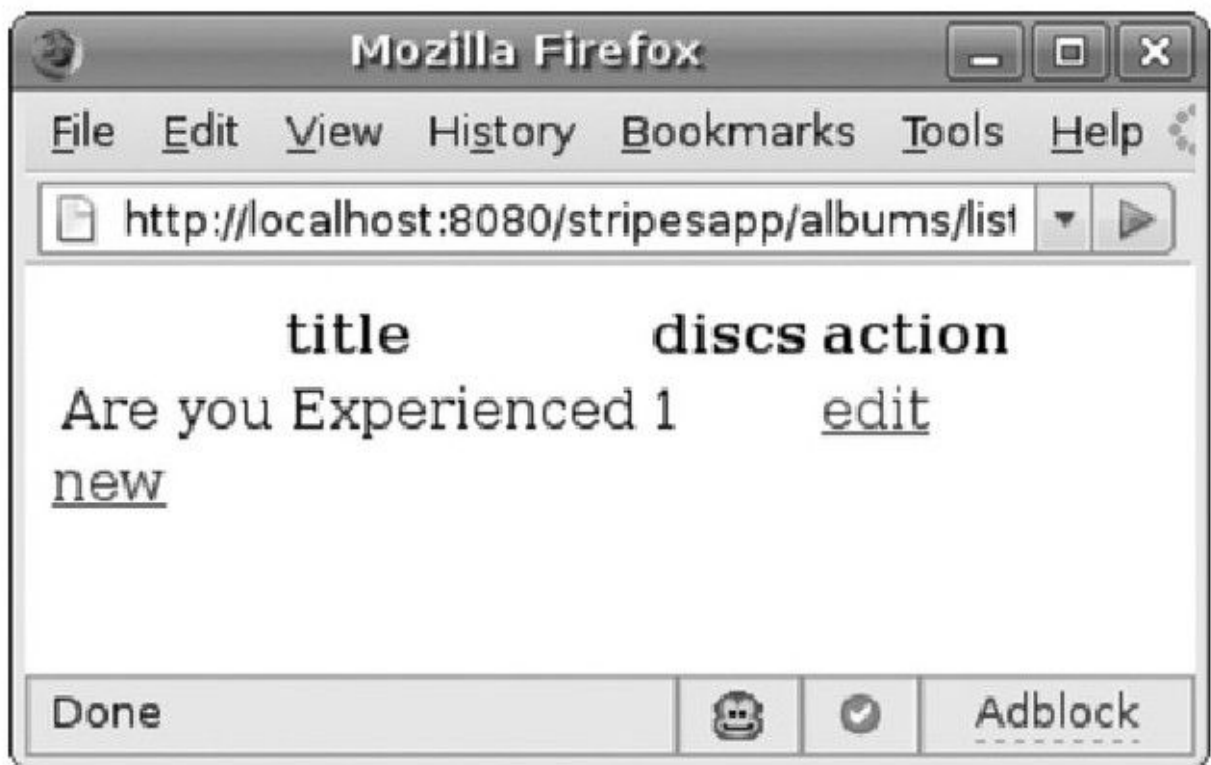 Mozilla Firefox
File Edit View History Bookmarks Tools Help
http://localhost:8080/stripesapp/albums/list
title discs action
Are you Experienced 1 edit
new
Done Adblock